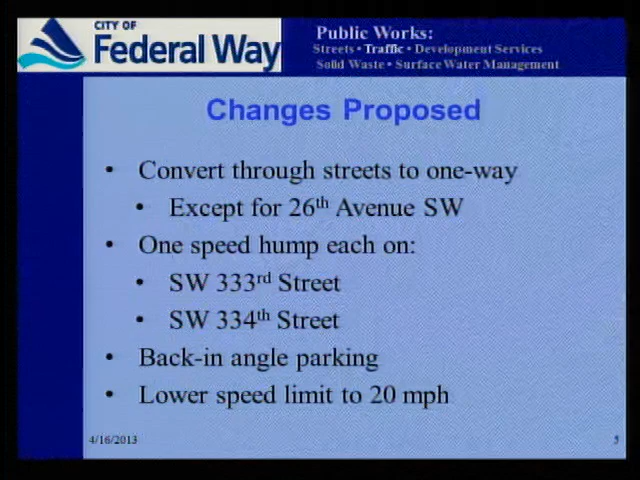 CITY OF
Federal Way
Public Works:
Streets • Traffic • Development Services
Solid Waste • Surface Water Management
Changes Proposed
• Convert through streets to one-way
• Except for 26th Avenue SW
• One speed hump each on:
• SW 333rd Street
• SW 334th Street
• Back-in angle parking
• Lower speed limit to 20 mph
4/16/2013
5